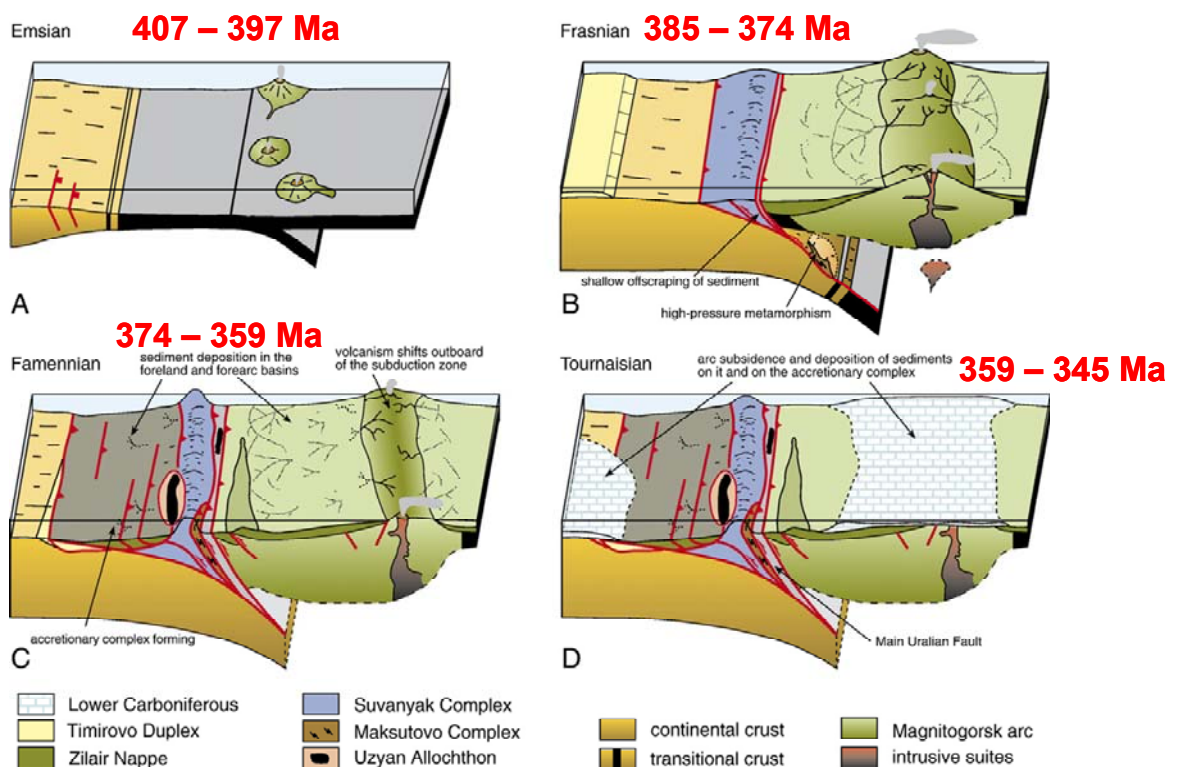 Emsian 407 – 397 Ma
A
Frasnian 385 – 374 Ma
shallow offscraping of sediment
high-pressure metamorphism
B
374 – 359 Ma
Famennian
sediment deposition in the
foreland and forearc basins
volcanism shifts outboard
of the subduction zone
accretionary complex forming
C
Tournaisian
arc subsidence and deposition of sediments
on it and on the accretionary complex
359 – 345 Ma
Main Uralian Fault
D
Lower Carboniferous
Timirovo Duplex
Zilair Nappe
Suvanyak Complex
Maksutovo Complex
Uzyan Allochthon
continental crust
transitional crust
Magnitogorsk arc
intrusive suites